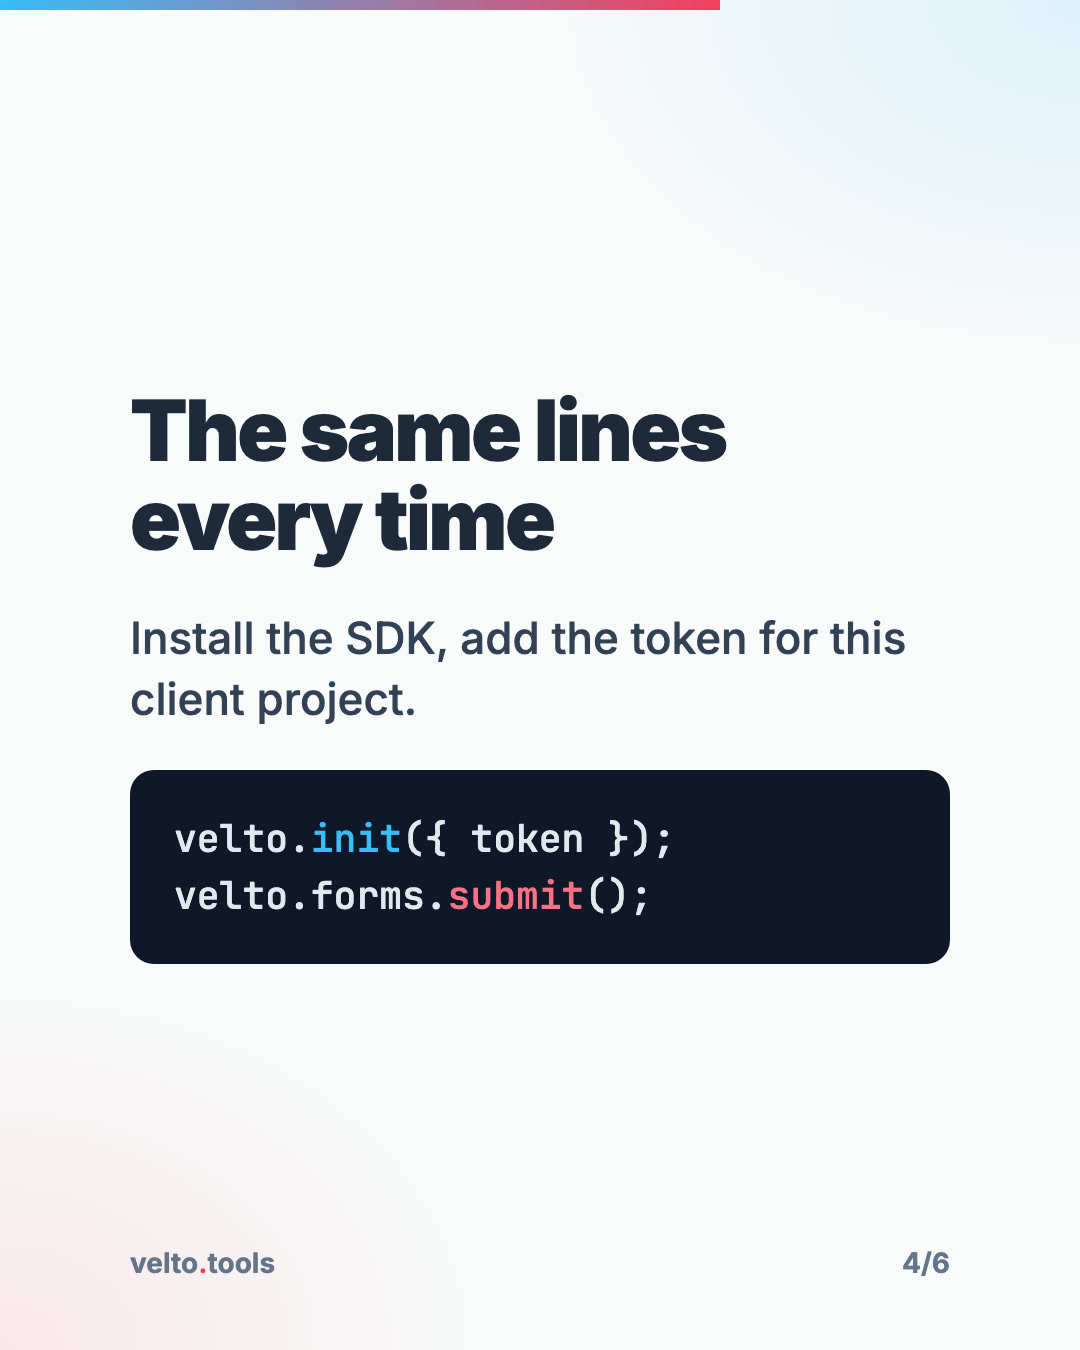 The same lines
every time
Install the SDK, add the token for this
client project.
velto.init({ token });
velto.forms.submit();
velto.tools
4/6